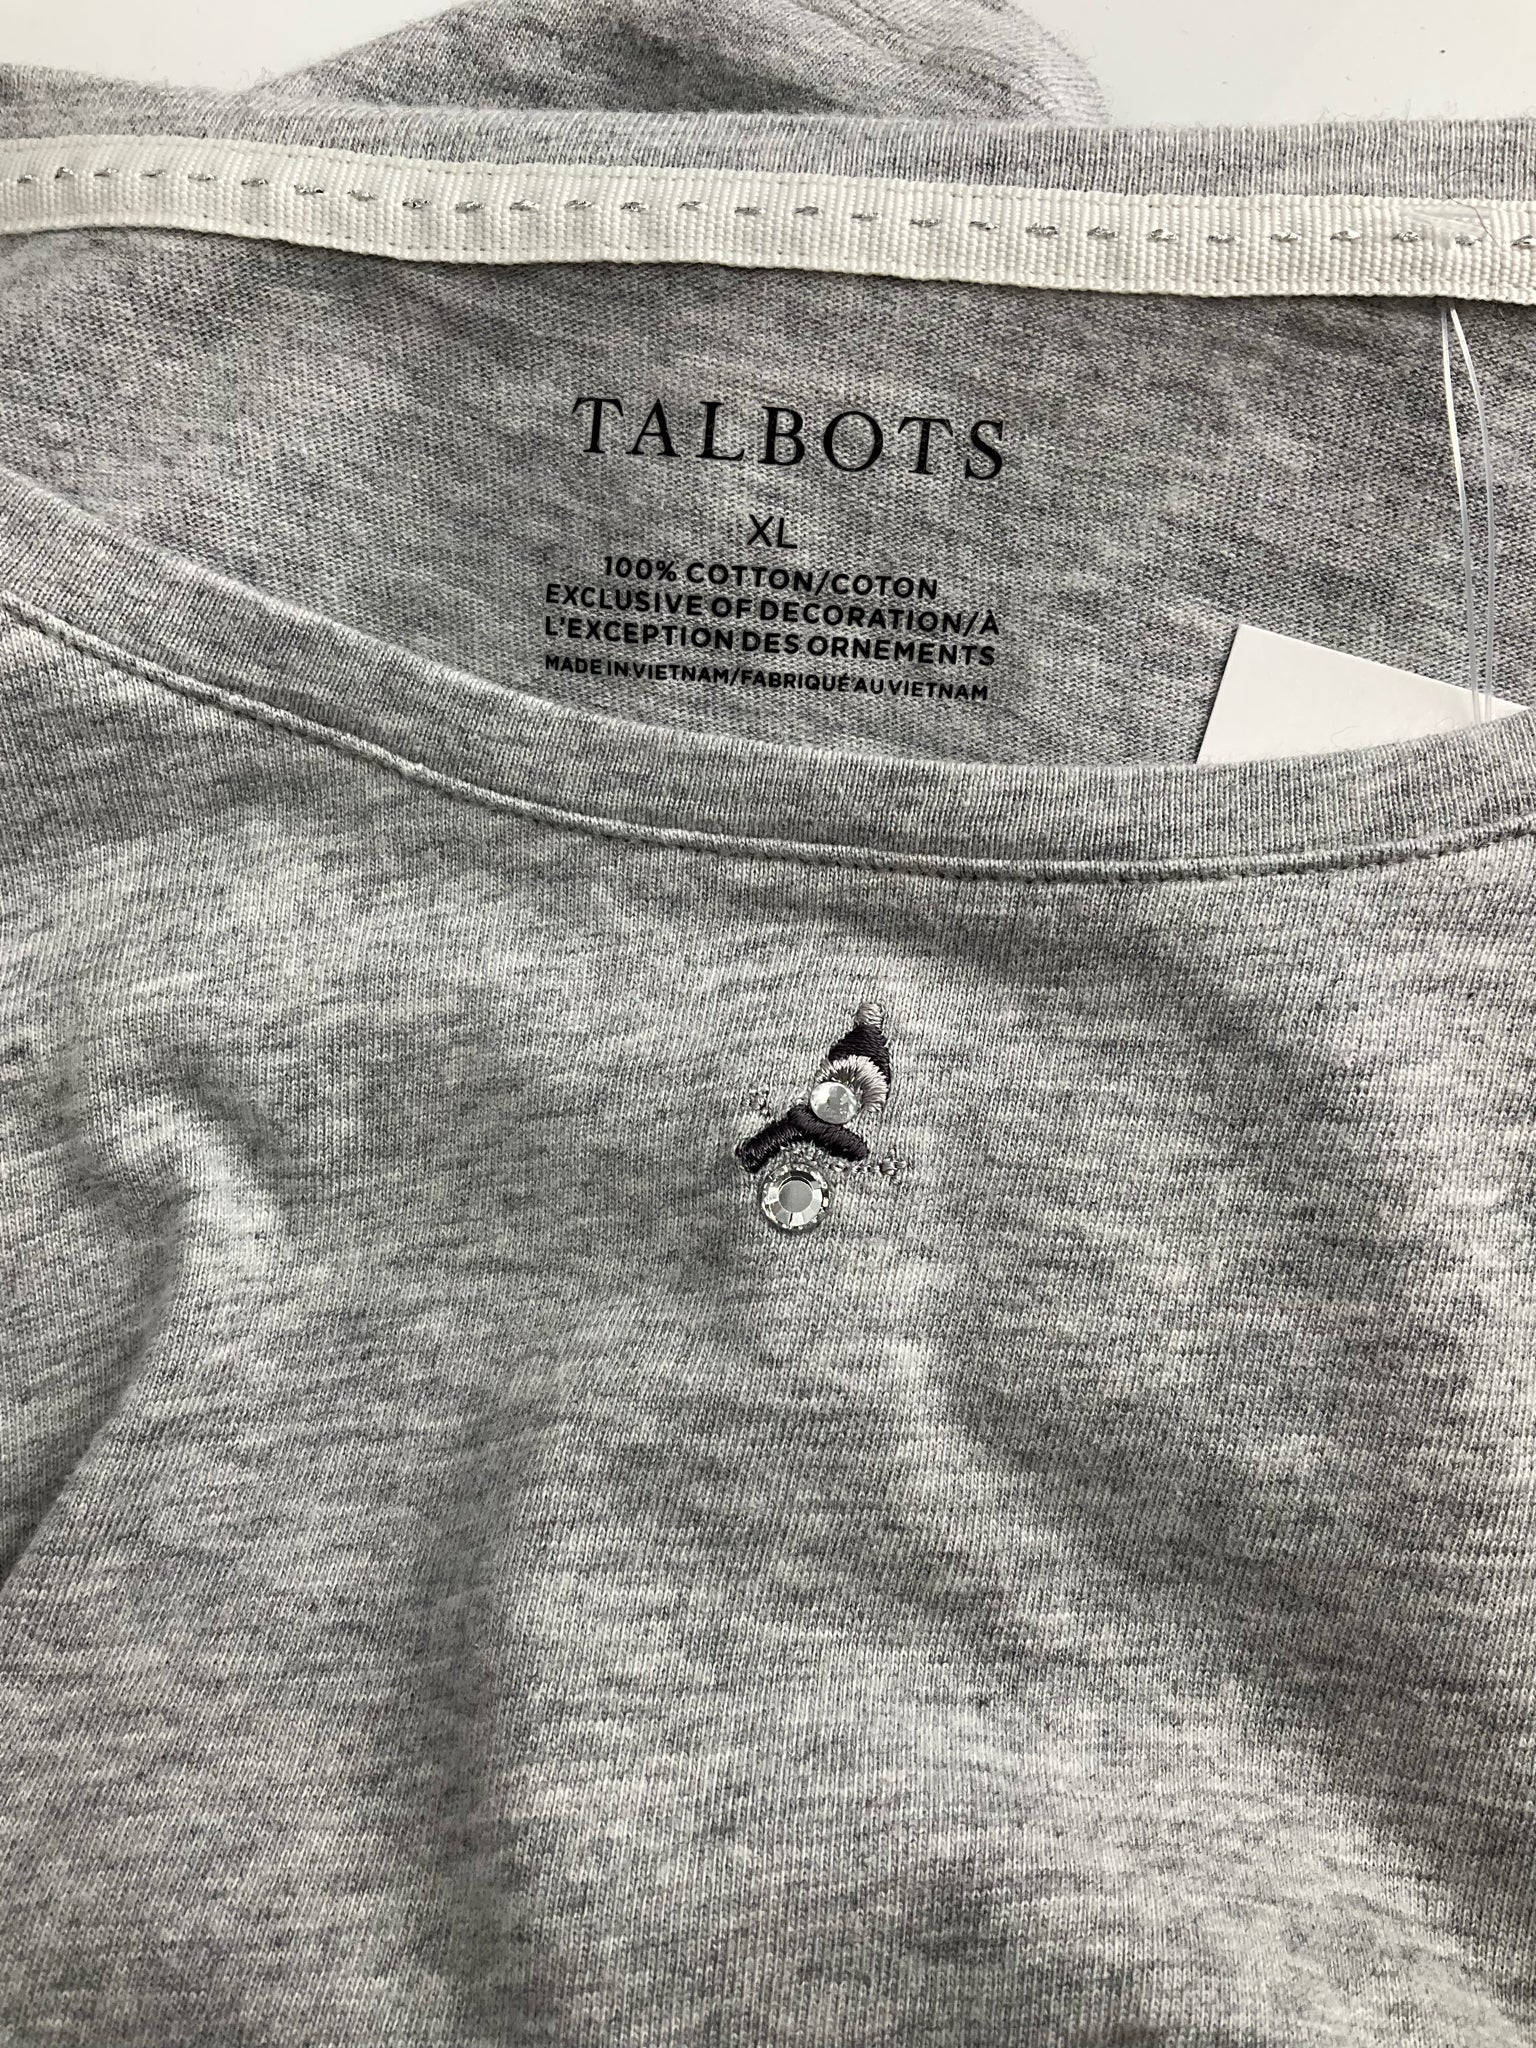 TALBOTS
XL
100% COTTON/COTON
EXCLUSIVE OF DECORATION/À
L'EXCEPTION DES ORNEMENTS
MADE IN VIETNAM/FABRIQUÉ AU VIETNAM